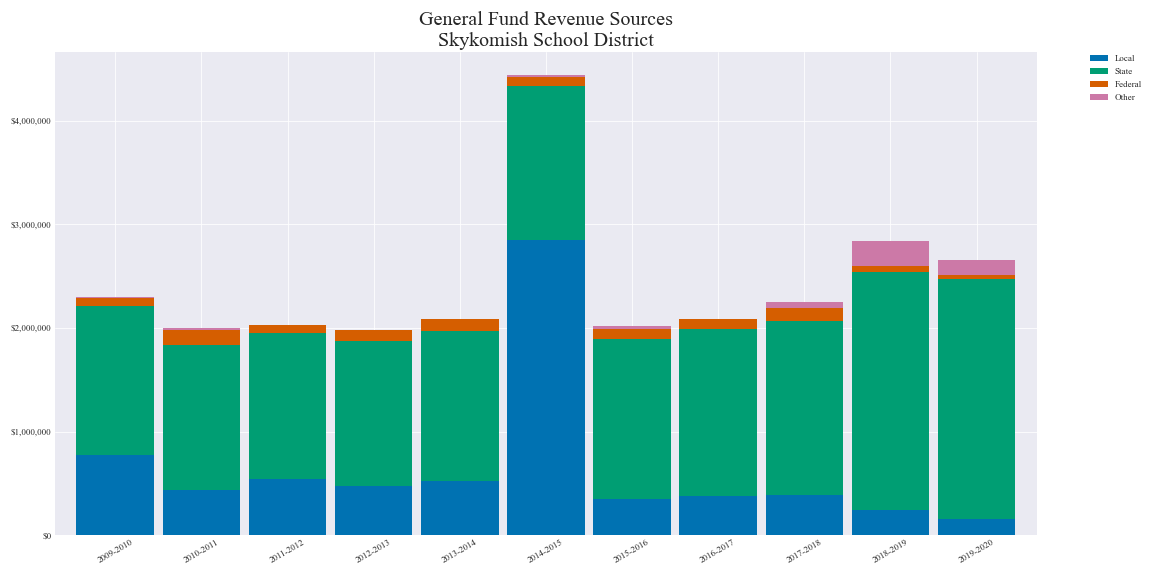 General Fund Revenue Sources
Skykomish School District
Local
State
Federal
Other
$4,000,000
$3,000,000
$2,000,000
$1,000,000
$0
2009-2010
2010-2011
2011-2012
2012-2013
2013-2014
2014-2015
2015-2016
2016-2017
2017-2018
2018-2019
2019-2020